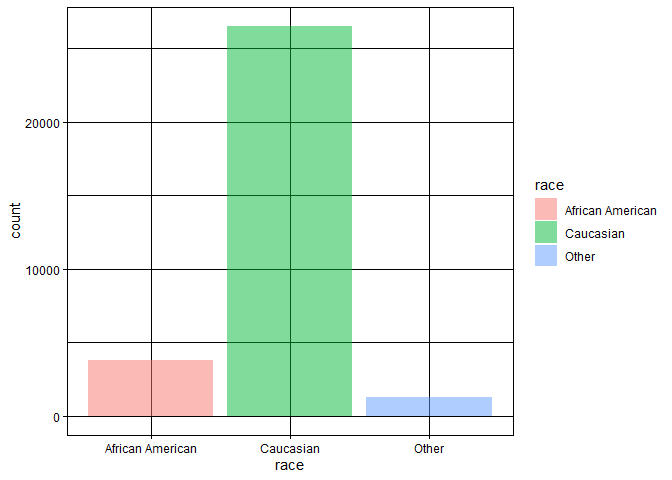 count
20000
10000
0
African American Caucasian Other
race
race
African American
Caucasian
Other